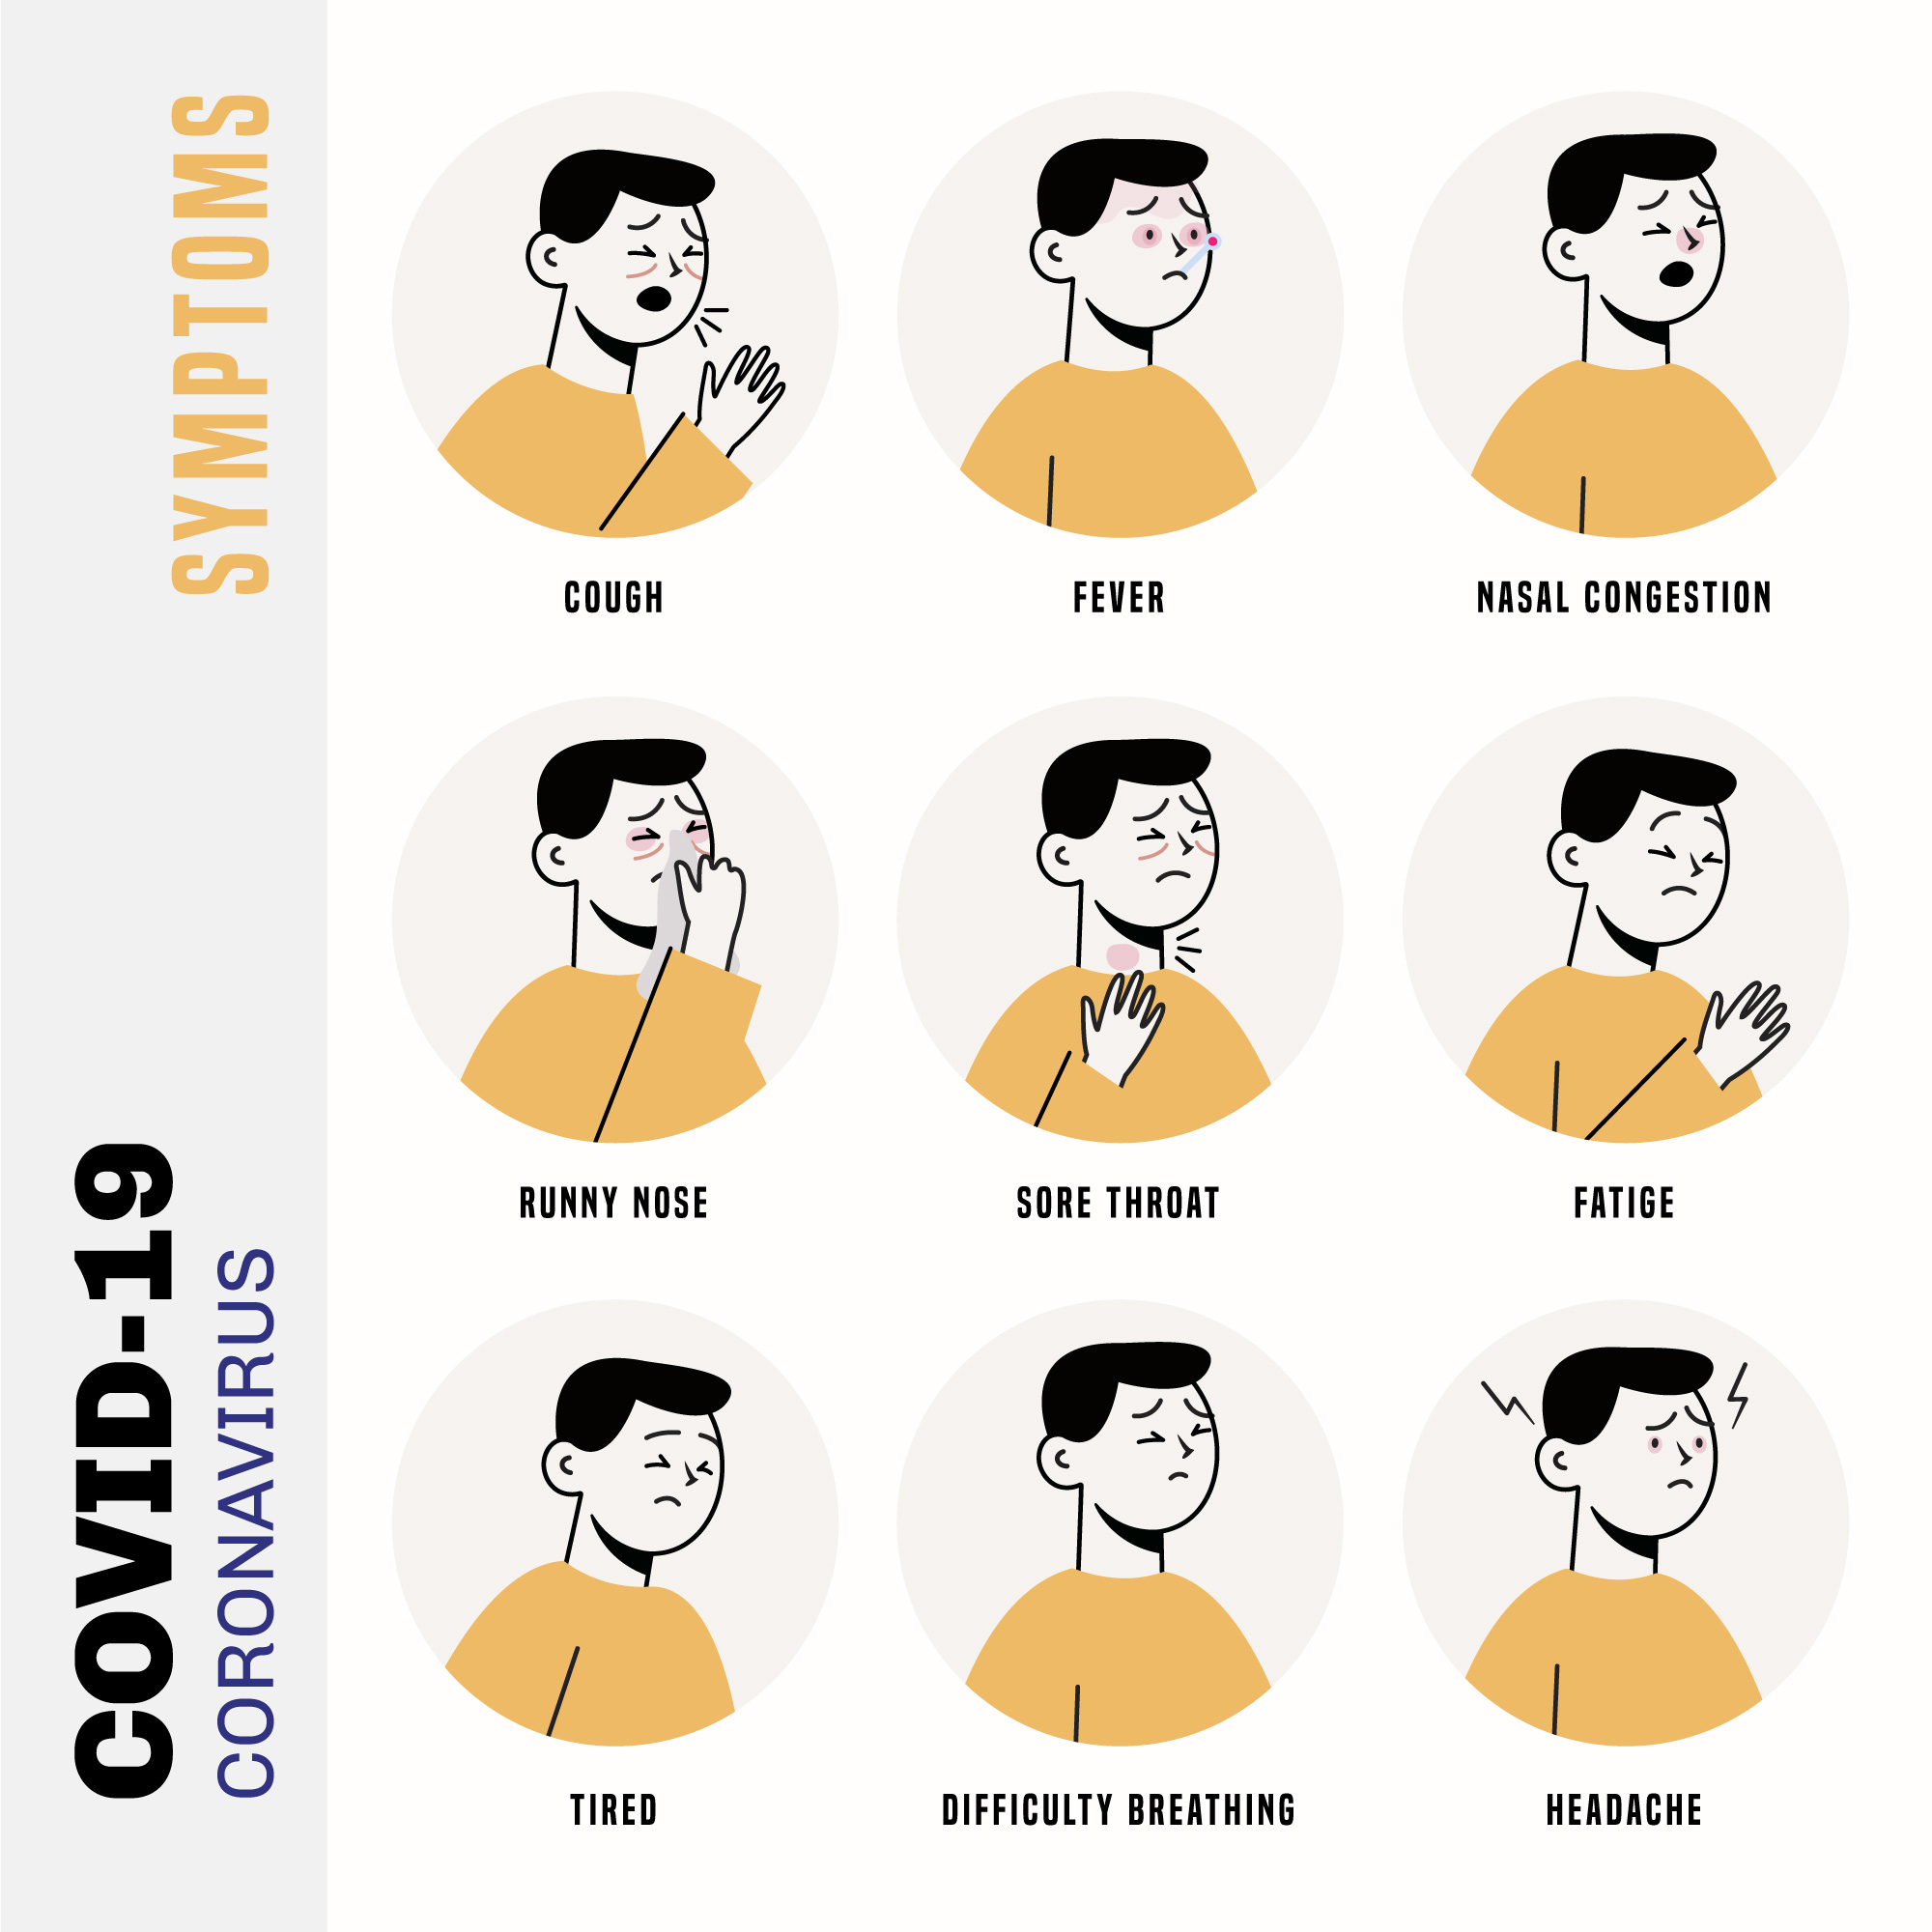 SYMPTOMS
COVID-19
CORONAVIRUS
COUGH
FEVER
NASAL CONGESTION
RUNNY NOSE
SORE THROAT
FATIGE
TIRED
DIFFICULTY BREATHING
HEADACHE